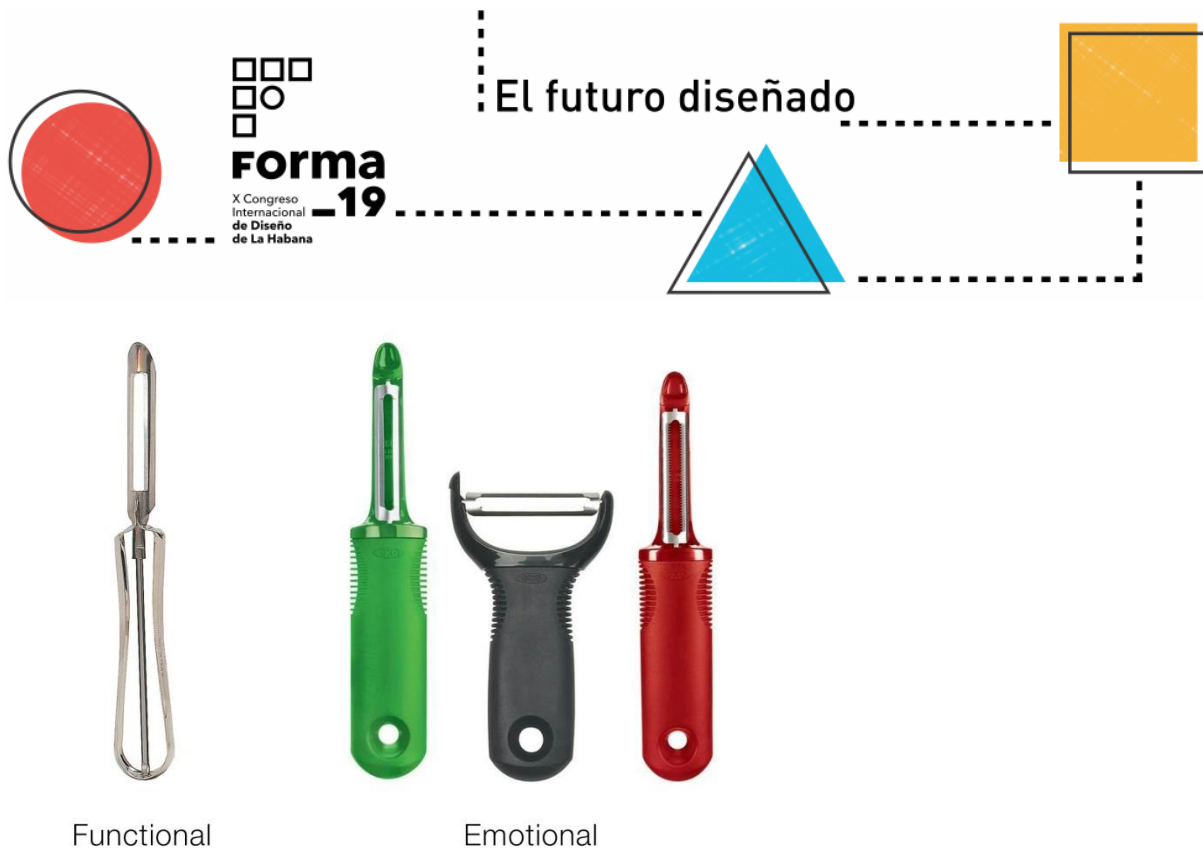 El futuro diseñado
Forma
_19
X Congreso
Internacional
de Diseño
de La Habana
Functional
Emotional